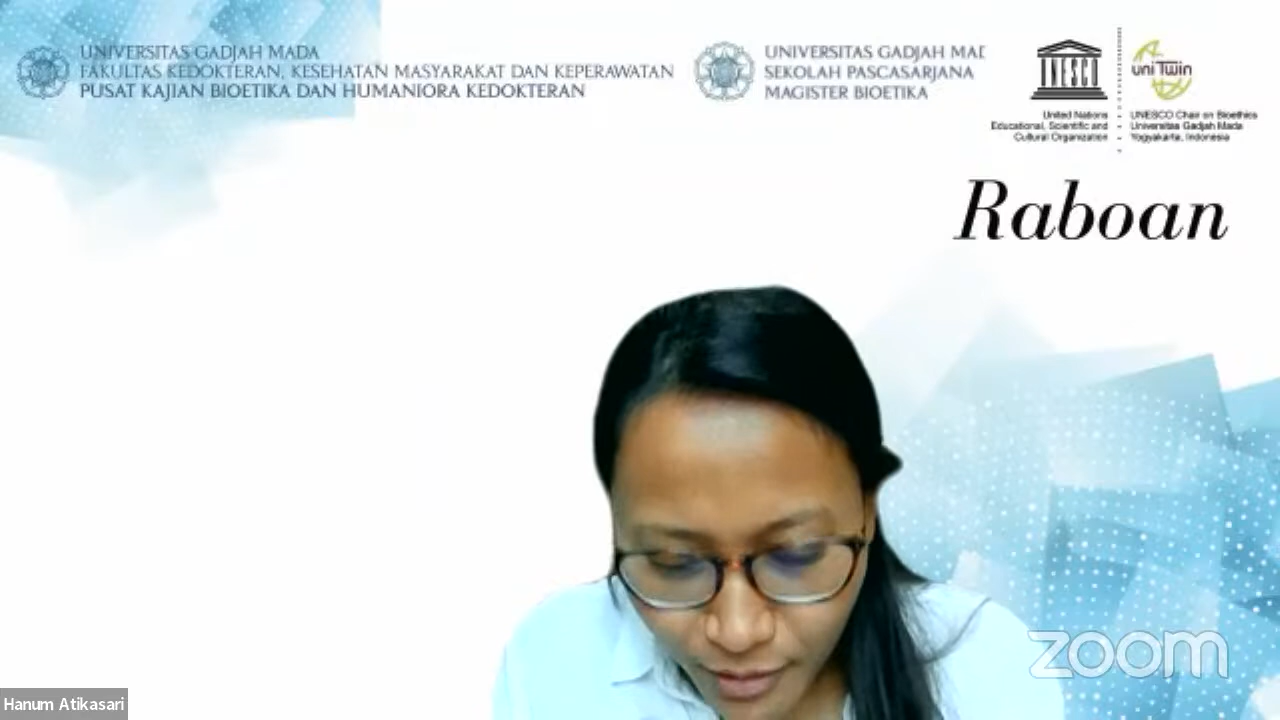 UNIVERSITAS GADJAH MADA
FAKULTAS KEDOKTERAN, KESEHATAN MASYARAKAT DAN KEPERAWATAN
PUSAT KAJIAN BIOETIKA DAN HUMANIORA KEDOKTERAN
UNIVERSITAS GADJAH MAD
SEKOLAH PASCASARJANA
MAGISTER BIOETIKA
UNESCO
United Nations
Educational, Scientific and
Cultural Organization
uniTwin
UNESCO Chair on Bioethics
Universitas Gadjah Mada
Yogyakarta, Indonesia
Raboan
zoom
Hanum Atikasari